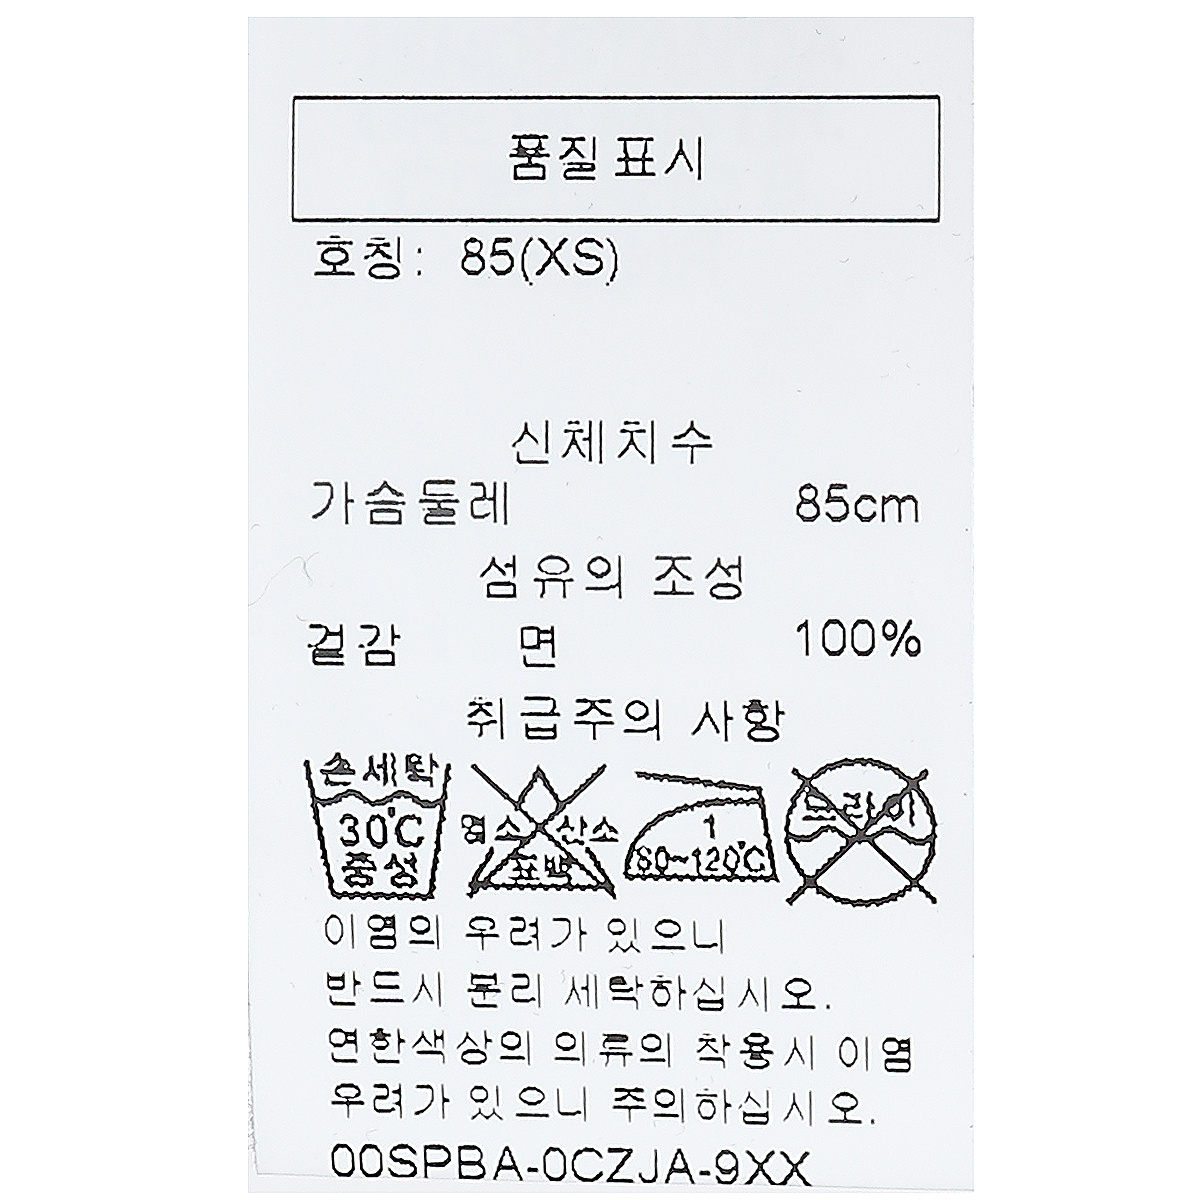 품질표시
호칭: 85(XS)
신체치수
가슴둘레 85cm
섬유의 조성
겉감 면 100%
취급주의 사항
손세탁
30℃
중성
염소 산소
표백
1
80~120℃
드라이
이염의 우려가 있으니
반드시 분리 세탁하십시오.
연한색상의 의류의 착용시 이염
우려가 있으니 주의하십시오.
00SPBA-0CZJA-9XX